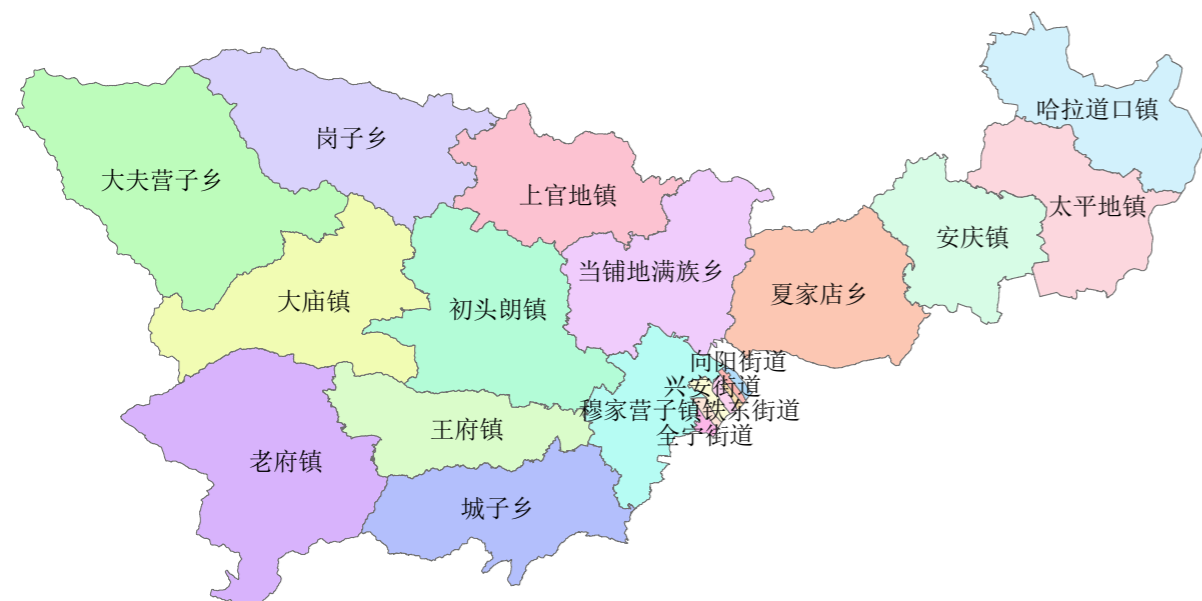 哈拉道口镇
岗子乡
大夫营子乡
上官地镇
太平地镇
安庆镇
当铺地满族乡
大庙镇
初头朗镇
夏家店乡
向阳街道
兴安街道
穆家营子镇
铁东街道
王府镇
全宁街道
老府镇
城子乡